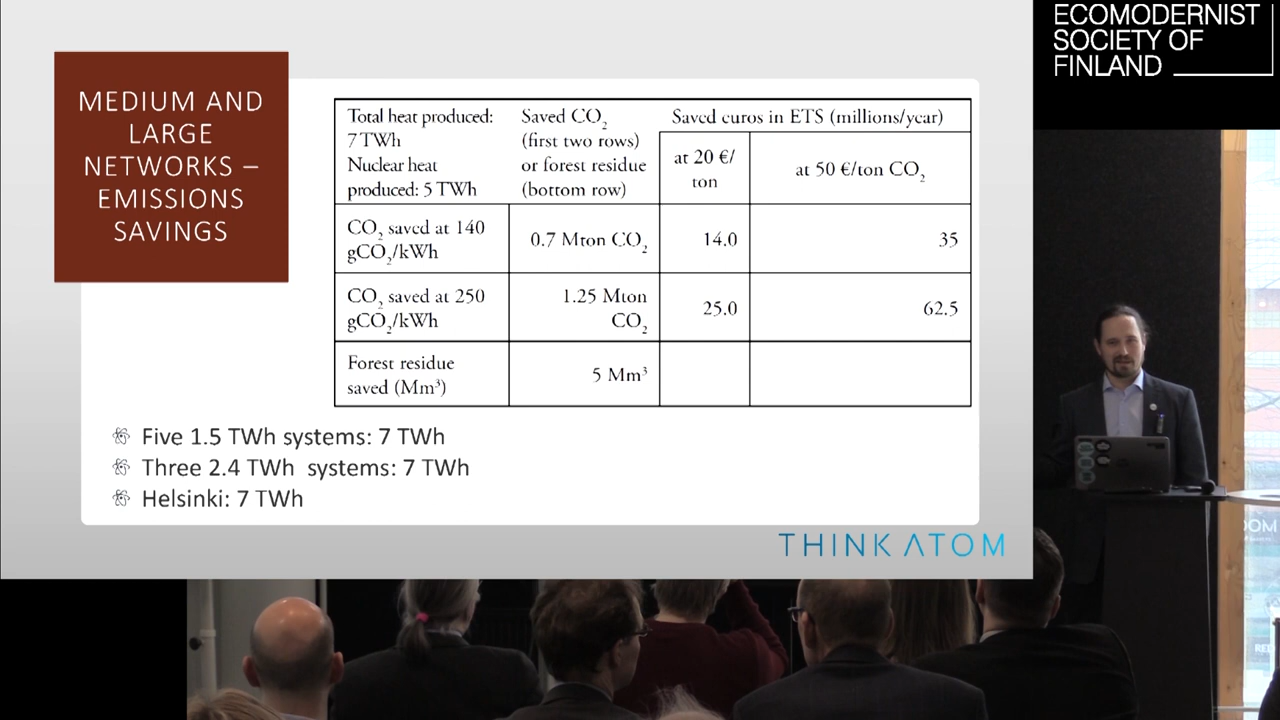 MEDIUM AND
LARGE
NETWORKS –
EMISSIONS
SAVINGS
Total heat produced:
7 TWh
Nuclear heat
produced: 5 TWh
Saved CO₂
(first two rows)
or forest residue
(bottom row)
Saved euros in ETS (millions/year)
at 20 €/
ton
at 50 €/ton CO₂
CO₂ saved at 140
gCO₂/kWh
0.7 Mton CO₂
14.0
35
CO₂ saved at 250
gCO₂/kWh
1.25 Mton
CO₂
25.0
62.5
Forest residue
saved (Mm³)
5 Mm³
Five 1.5 TWh systems: 7 TWh
Three 2.4 TWh systems: 7 TWh
Helsinki: 7 TWh
THINK ATOM
ECOMODERNIST
SOCIETY OF
FINLAND